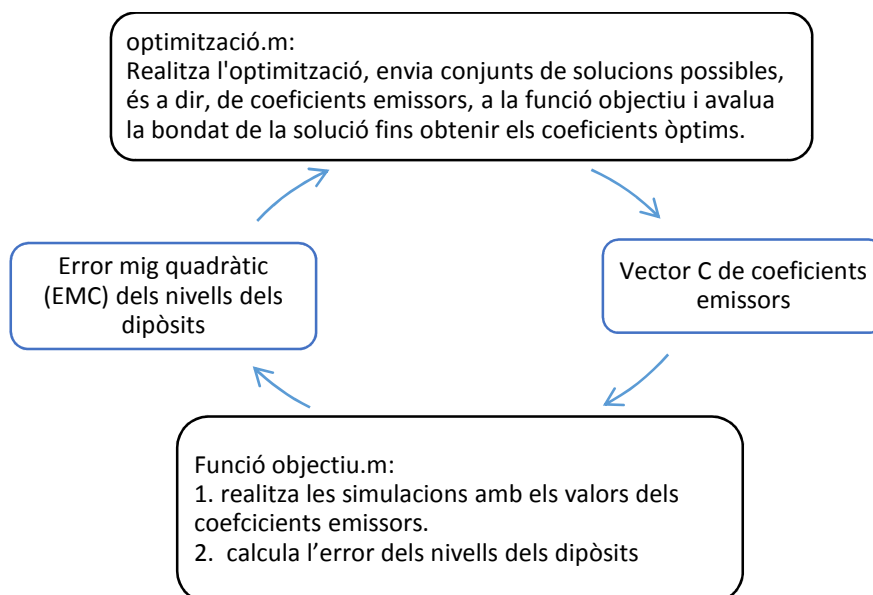 optimització.m:
Realitza l'optimització, envia conjunts de solucions possibles,
és a dir, de coeficients emissors, a la funció objectiu i avalua
la bondat de la solució fins obtenir els coeficients òptims.
Error mig quadràtic
(EMC) dels nivells dels
dipòsits
Vector C de coeficients
emissors
Funció objectiu.m:
1. realitza les simulacions amb els valors dels
coefcicients emissors.
2. calcula l’error dels nivells dels dipòsits